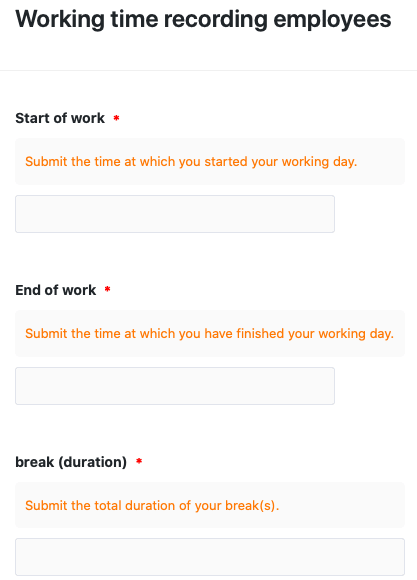 Working time recording employees
Start of work *
Submit the time at which you started your working day.
End of work *
Submit the time at which you have finished your working day.
break (duration) *
Submit the total duration of your break(s).